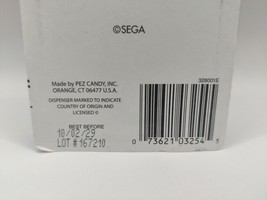 ©SEGA
Made by PEZ CANDY, INC.
ORANGE, CT 06477 U.S.A.
DISPENSER MARKED TO INDICATE
COUNTRY OF ORIGIN AND
LICENSED ©
BEST BEFORE
10/02/29
LOT # 167210
0 73621 03254